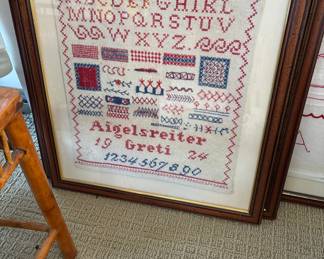 ABCDEFGHIKL
MNOPQRSTUV
WXYZ.
Aigelsreiter
19 Greti 24
1234567890
A